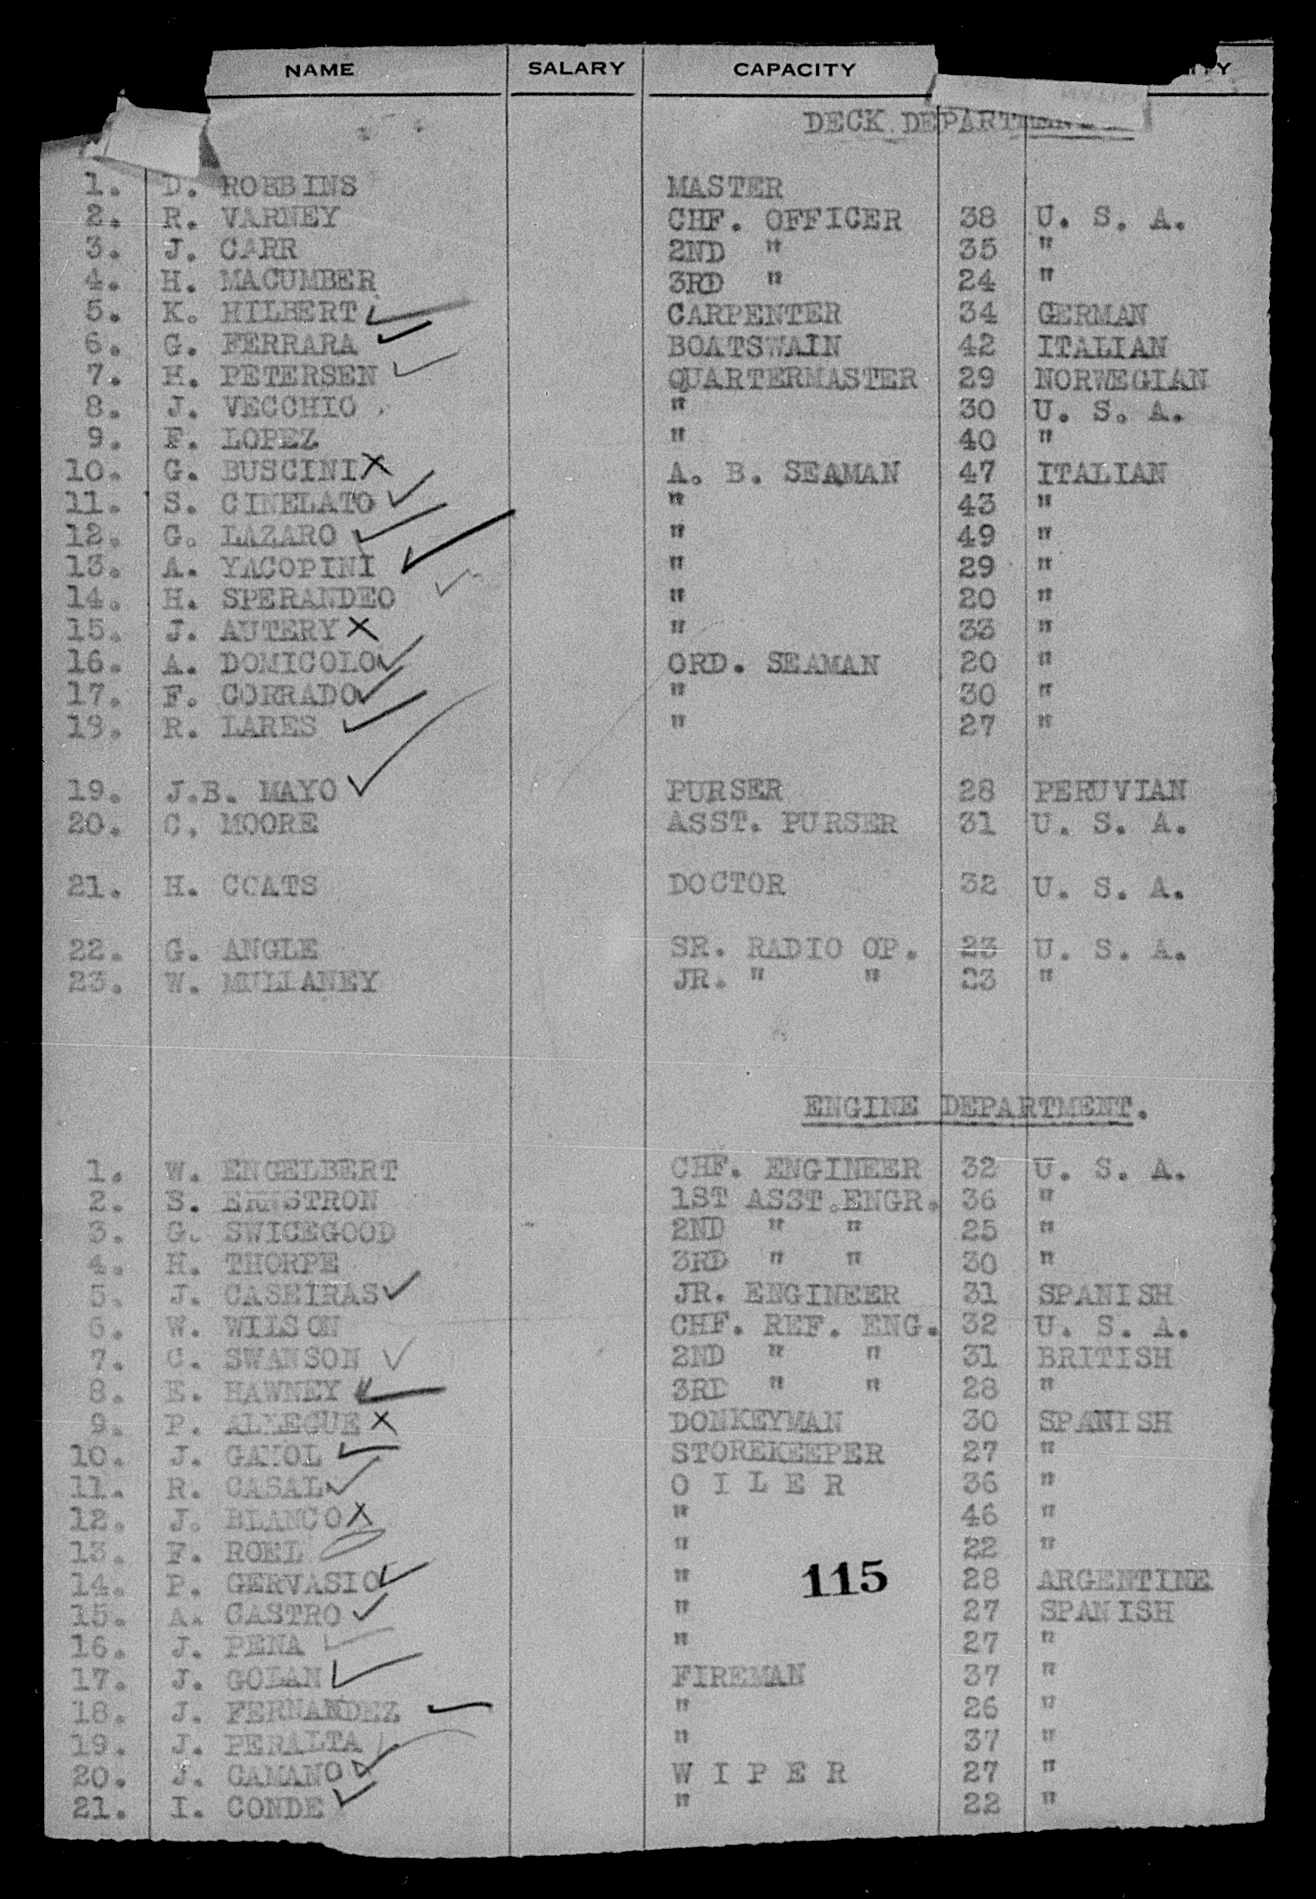 NAME SALARY CAPACITY
DECK DEPARTMENT
1. D. ROBBINS MASTER
2. R. VARNEY CHF. OFFICER 38 U. S. A.
3. J. CARR 2ND " 35 "
4. H. MACUMBER 3RD " 24 "
5. K. HILBERT CARPENTER 34 GERMAN
6. G. FERRARA BOATSWAIN 42 ITALIAN
7. H. PETERSEN QUARTERMASTER 29 NORWEGIAN
8. J. VECCHIO " 30 U. S. A.
9. F. LOPEZ " 40 "
10. G. BUSCINI X A. B. SEAMAN 47 ITALIAN
11. S. CINELATO " 43 "
12. G. LAZARO " 49 "
13. A. YACOPINI " 29 "
14. H. SPERANDEO " 20 "
15. J. AUTERY X " 33 "
16. A. DOMICOLO ORD. SEAMAN 20 "
17. F. CORRADO " 30 "
18. R. LARES " 27 "
19. J.B. MAYO PURSER 28 PERUVIAN
20. C. MOORE ASST. PURSER 31 U. S. A.
21. H. COATS DOCTOR 32 U. S. A.
22. G. ANGLE SR. RADIO OP. 23 U. S. A.
23. W. MULLANEY JR. " " 23 "
ENGINE DEPARTMENT.
1. W. ENGELBERT CHF. ENGINEER 32 U. S. A.
2. S. ERNSTRON 1ST ASST.ENGR. 36 "
3. G. SWICEGOOD 2ND " " 25 "
4. H. THORPE 3RD " " 30 "
5. J. CASEIRAS JR. ENGINEER 31 SPANISH
6. W. WILSON CHF. REF. ENG. 32 U. S. A.
7. C. SWANSON 2ND " " 31 BRITISH
8. E. HAWNEY 3RD " " 28 "
9. P. X DONKEYMAN 30 SPANISH
10. J. GAYOL STOREKEEPER 27 "
11. R. CASAL O I L E R 36 "
12. J. BLANCO X " 46 "
13. F. ROEL " 22 "
14. P. GERVASIO " 115 28 ARGENTINE
15. A. CASTRO " 27 SPANISH
16. J. PENA " 27 "
17. J. GOLAN FIREMAN 37 "
18. J. FERNANDEZ " 26 "
19. J. PERALTA " 37 "
20. J. CAMANO W I P E R 27 "
21. I. CONDE " 22 "